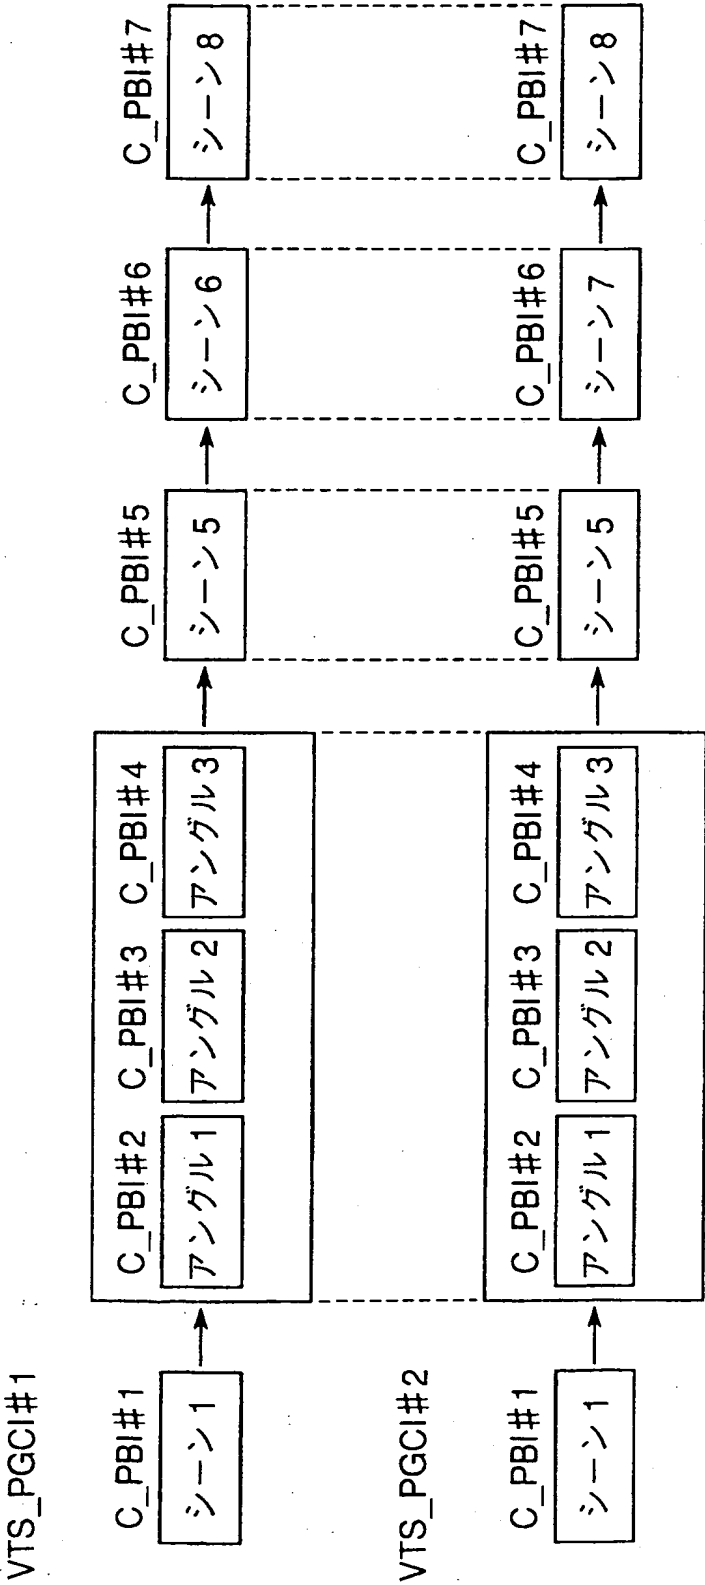 VTS_PGCI#1
C_PBI#1
シーン1
C_PBI#2
アングル1
C_PBI#3
アングル2
C_PBI#4
アングル3
C_PBI#5
シーン5
C_PBI#6
シーン6
C_PBI#7
シーン8
VTS_PGCI#2
C_PBI#1
シーン1
C_PBI#2
アングル1
C_PBI#3
アングル2
C_PBI#4
アングル3
C_PBI#5
シーン5
C_PBI#6
シーン7
C_PBI#7
シーン8